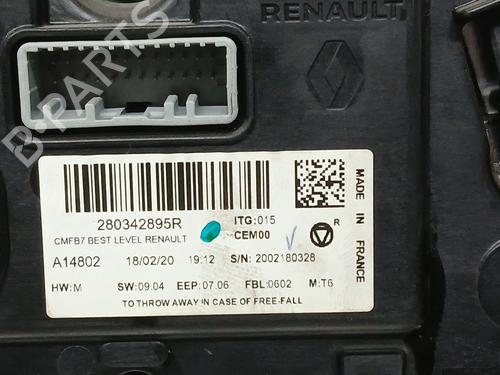 RENAULT
B-PARTS
280342895R
CMFB7 BEST LEVEL RENAULT
ITG:015
CEM00
R
MADE IN FRANCE
A14802 18/02/20 19:12 S/N: 2002180328
HW:M SW:09.04 EEP:07.06 FBL:0602 M:T6
TO THROW AWAY IN CASE OF FREE-FALL